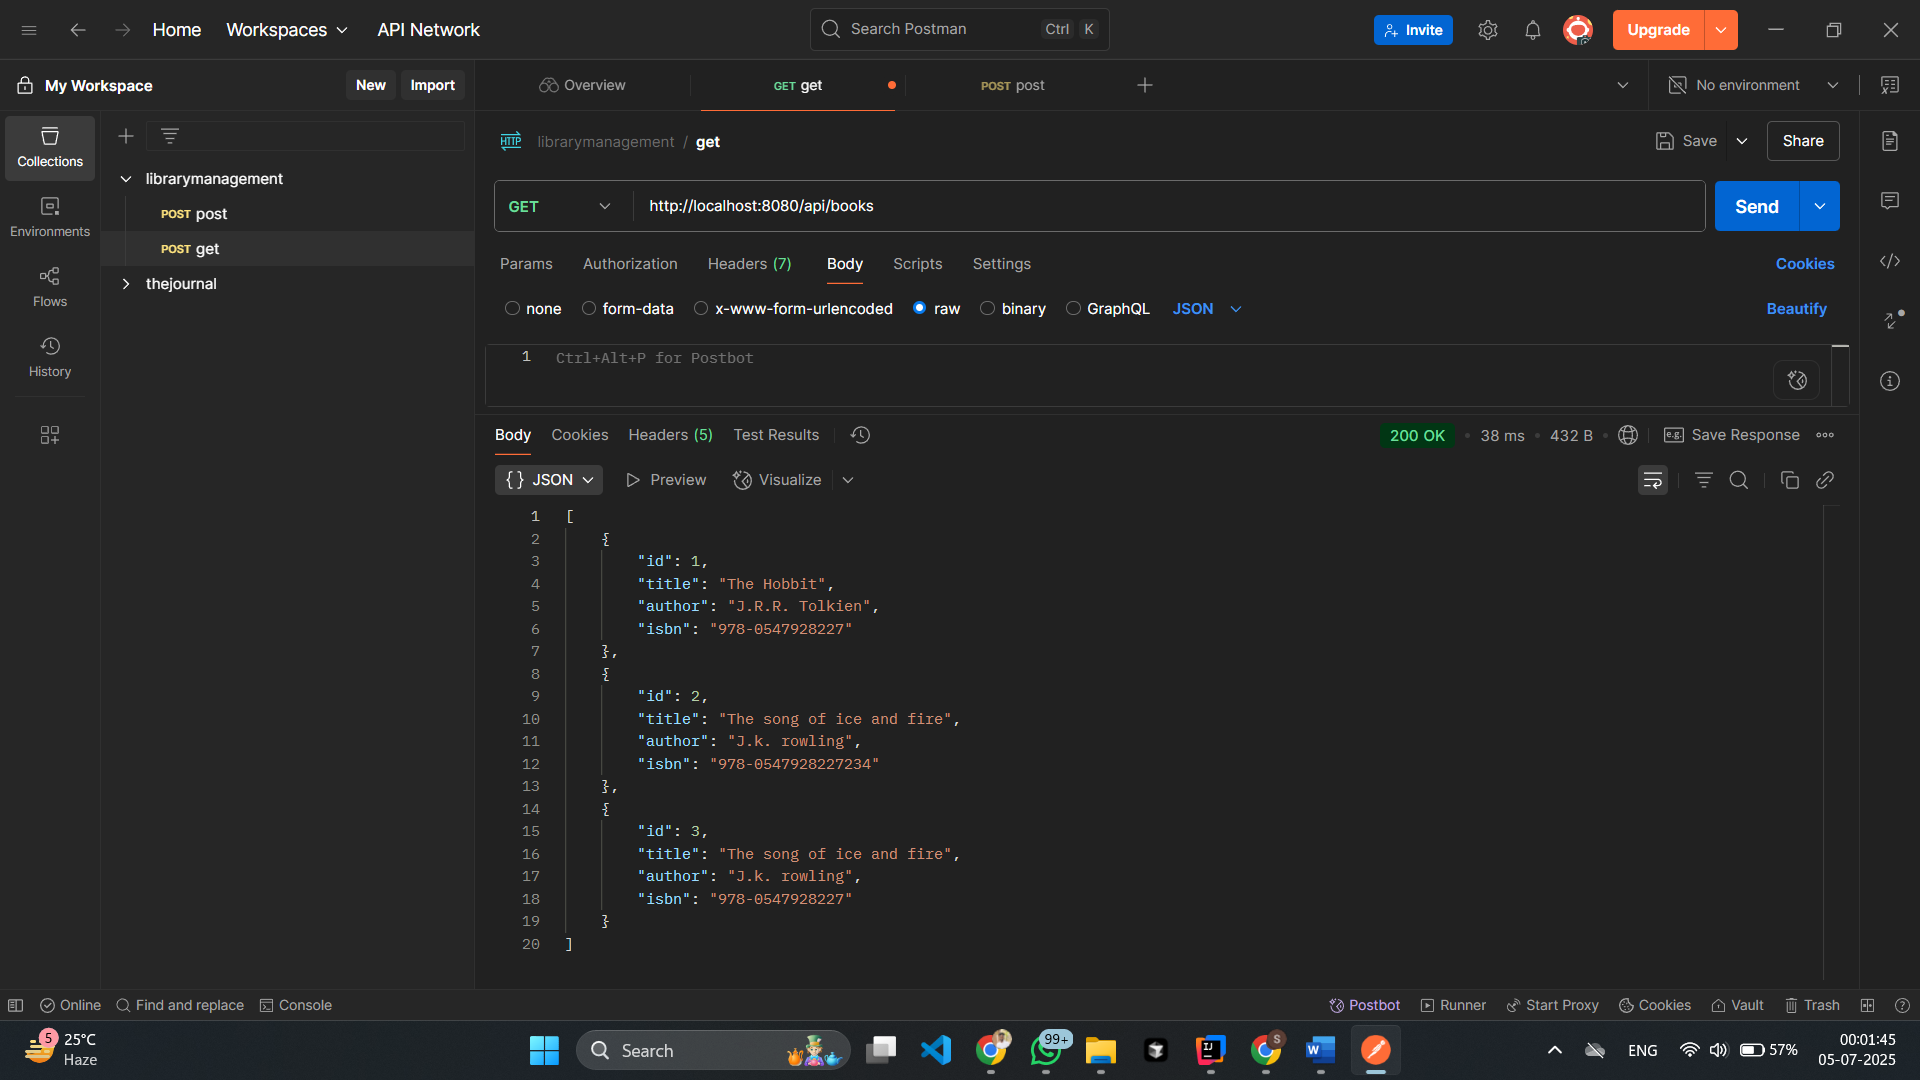 Home Workspaces API Network Search Postman Ctrl K Invite Upgrade
My Workspace New Import Overview GET get POST post No environment
Collections
Environments
Flows
History
librarymanagement
POST post
POST get
thejournal
HTTP librarymanagement / get Save Share
GET http://localhost:8080/api/books Send
Params Authorization Headers (7) Body Scripts Settings Cookies
none form-data x-www-form-urlencoded raw binary GraphQL JSON Beautify
1 Ctrl+Alt+P for Postbot
Body Cookies Headers (5) Test Results 200 OK • 38 ms • 432 B • e.g. Save Response
{} JSON Preview Visualize
1 [
2 {
3 "id": 1,
4 "title": "The Hobbit",
5 "author": "J.R.R. Tolkien",
6 "isbn": "978-0547928227"
7 },
8 {
9 "id": 2,
10 "title": "The song of ice and fire",
11 "author": "J.k. rowling",
12 "isbn": "978-0547928227234"
13 },
14 {
15 "id": 3,
16 "title": "The song of ice and fire",
17 "author": "J.k. rowling",
18 "isbn": "978-0547928227"
19 }
20 ]
Online Find and replace Console Postbot Runner Start Proxy Cookies Vault Trash
5 25°C
Haze
Search 99+ IJ S W ENG 57% 00:01:45
05-07-2025